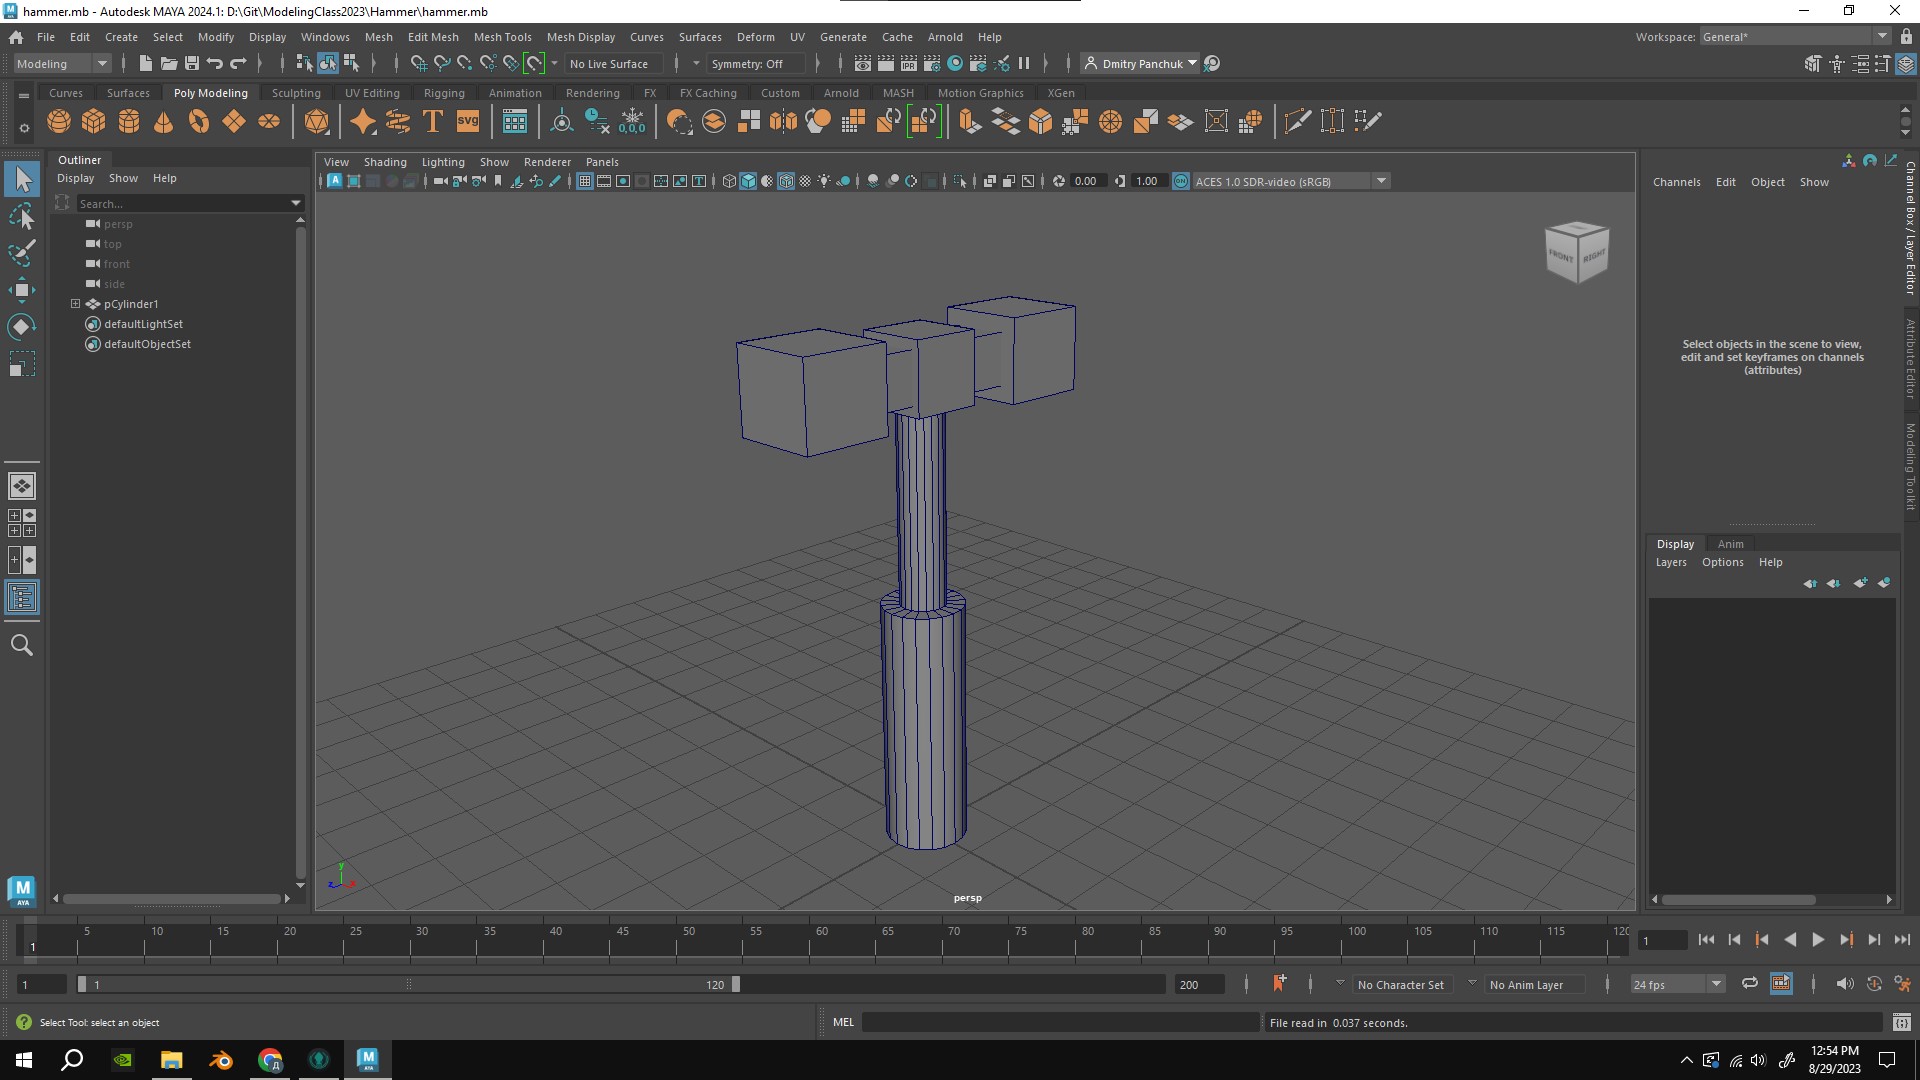 hammer.mb - Autodesk MAYA 2024.1: D:\Git\ModelingClass2023\Hammer\hammer.mb
File Edit Create Select Modify Display Windows Mesh Edit Mesh Mesh Tools Mesh Display Curves Surfaces Deform UV Generate Cache Arnold Help
Workspace: General*
Modeling
No Live Surface
Symmetry: Off
IPR
Dmitry Panchuk
Curves Surfaces Poly Modeling Sculpting UV Editing Rigging Animation Rendering FX FX Caching Custom Arnold MASH Motion Graphics XGen
T
SVG
0,0,0
Outliner
Display Show Help
Search...
persp
top
front
side
pCylinder1
defaultLightSet
defaultObjectSet
View Shading Lighting Show Renderer Panels
0.00
1.00
ON
ACES 1.0 SDR-video (sRGB)
FRONT
RIGHT
y
z
x
persp
Channels Edit Object Show
Select objects in the scene to view,
edit and set keyframes on channels
(attributes)
Channel Box / Layer Editor
Attribute Editor
Modeling Toolkit
Display Anim
Layers Options Help
M
AYA
1
5 10 15 20 25 30 35 40 45 50 55 60 65 70 75 80 85 90 95 100 105 110 115 120
1
1
1
120
200
No Character Set
No Anim Layer
24 fps
Select Tool: select an object
MEL
File read in 0.037 seconds.
12:54 PM
8/29/2023